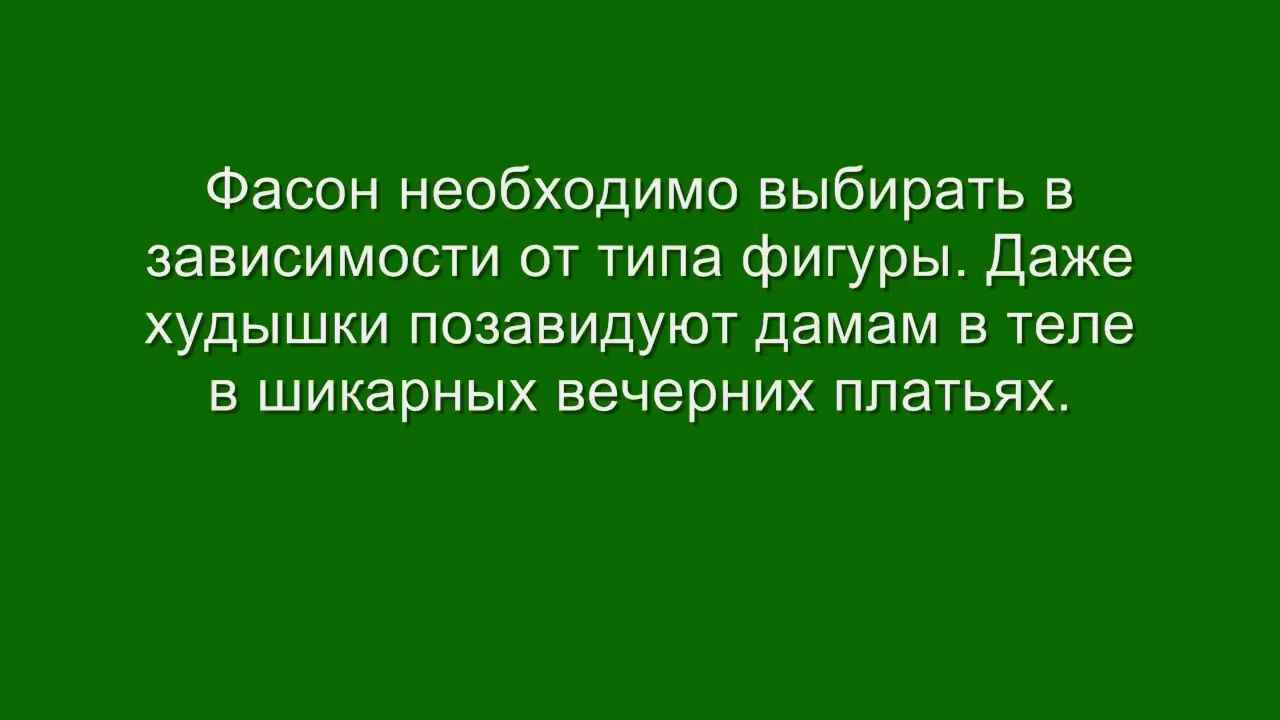 Фасон необходимо выбирать в
зависимости от типа фигуры. Даже
худышки позавидуют дамам в теле
в шикарных вечерних платьях.